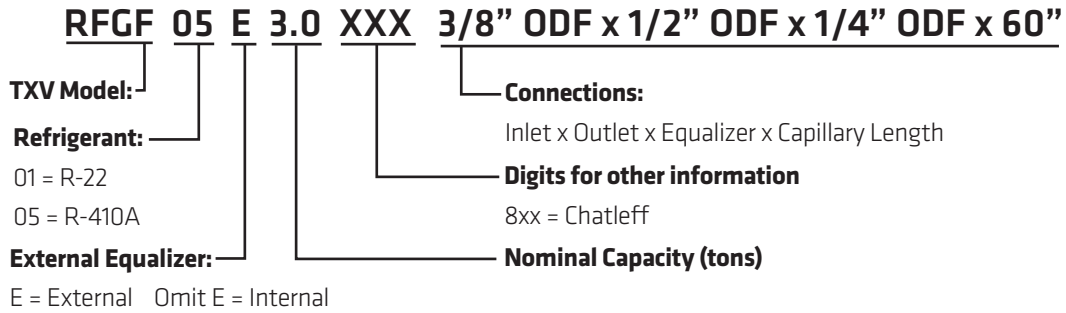 RFGF 05 E 3.0 XXX 3/8” ODF x 1/2” ODF x 1/4” ODF x 60”
TXV Model:
Refrigerant:
01 = R-22
05 = R-410A
External Equalizer:
E = External Omit E = Internal
Connections:
Inlet x Outlet x Equalizer x Capillary Length
Digits for other information
8xx = Chatleff
Nominal Capacity (tons)